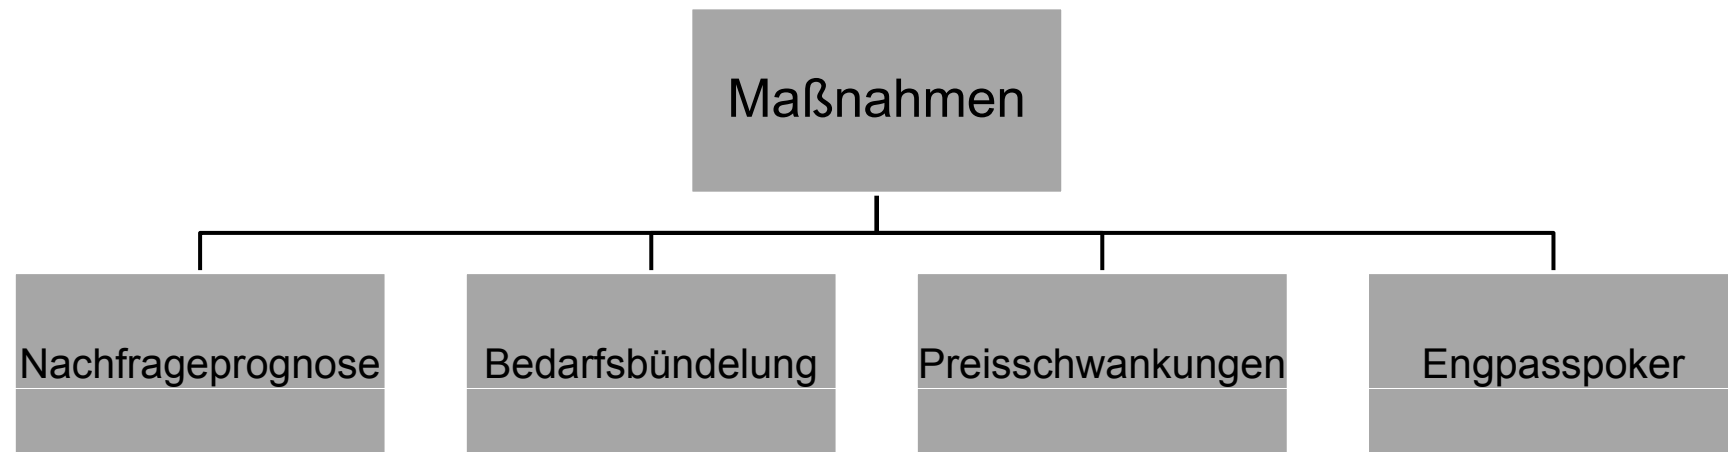 Maßnahmen
Nachfrageprognose
Bedarfsbündelung
Preisschwankungen
Engpasspoker